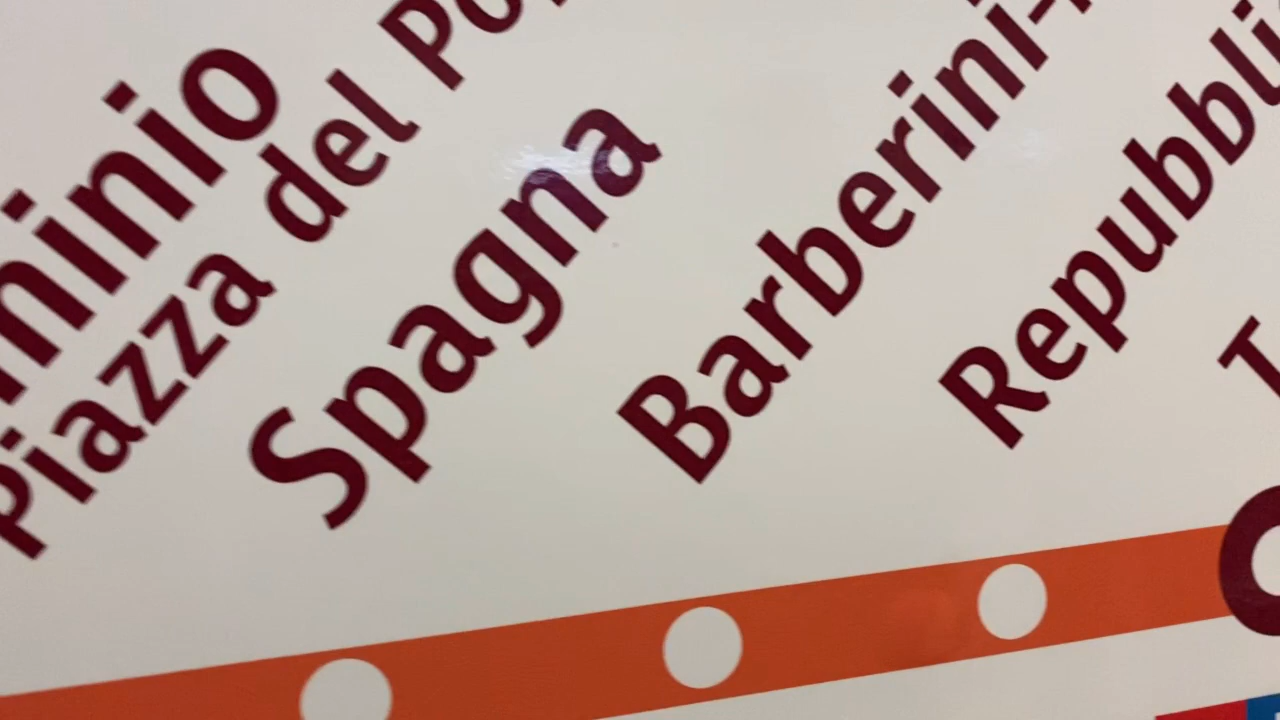 minio
Piazza del Po
Spagna
Barberini-
Repubbli
T